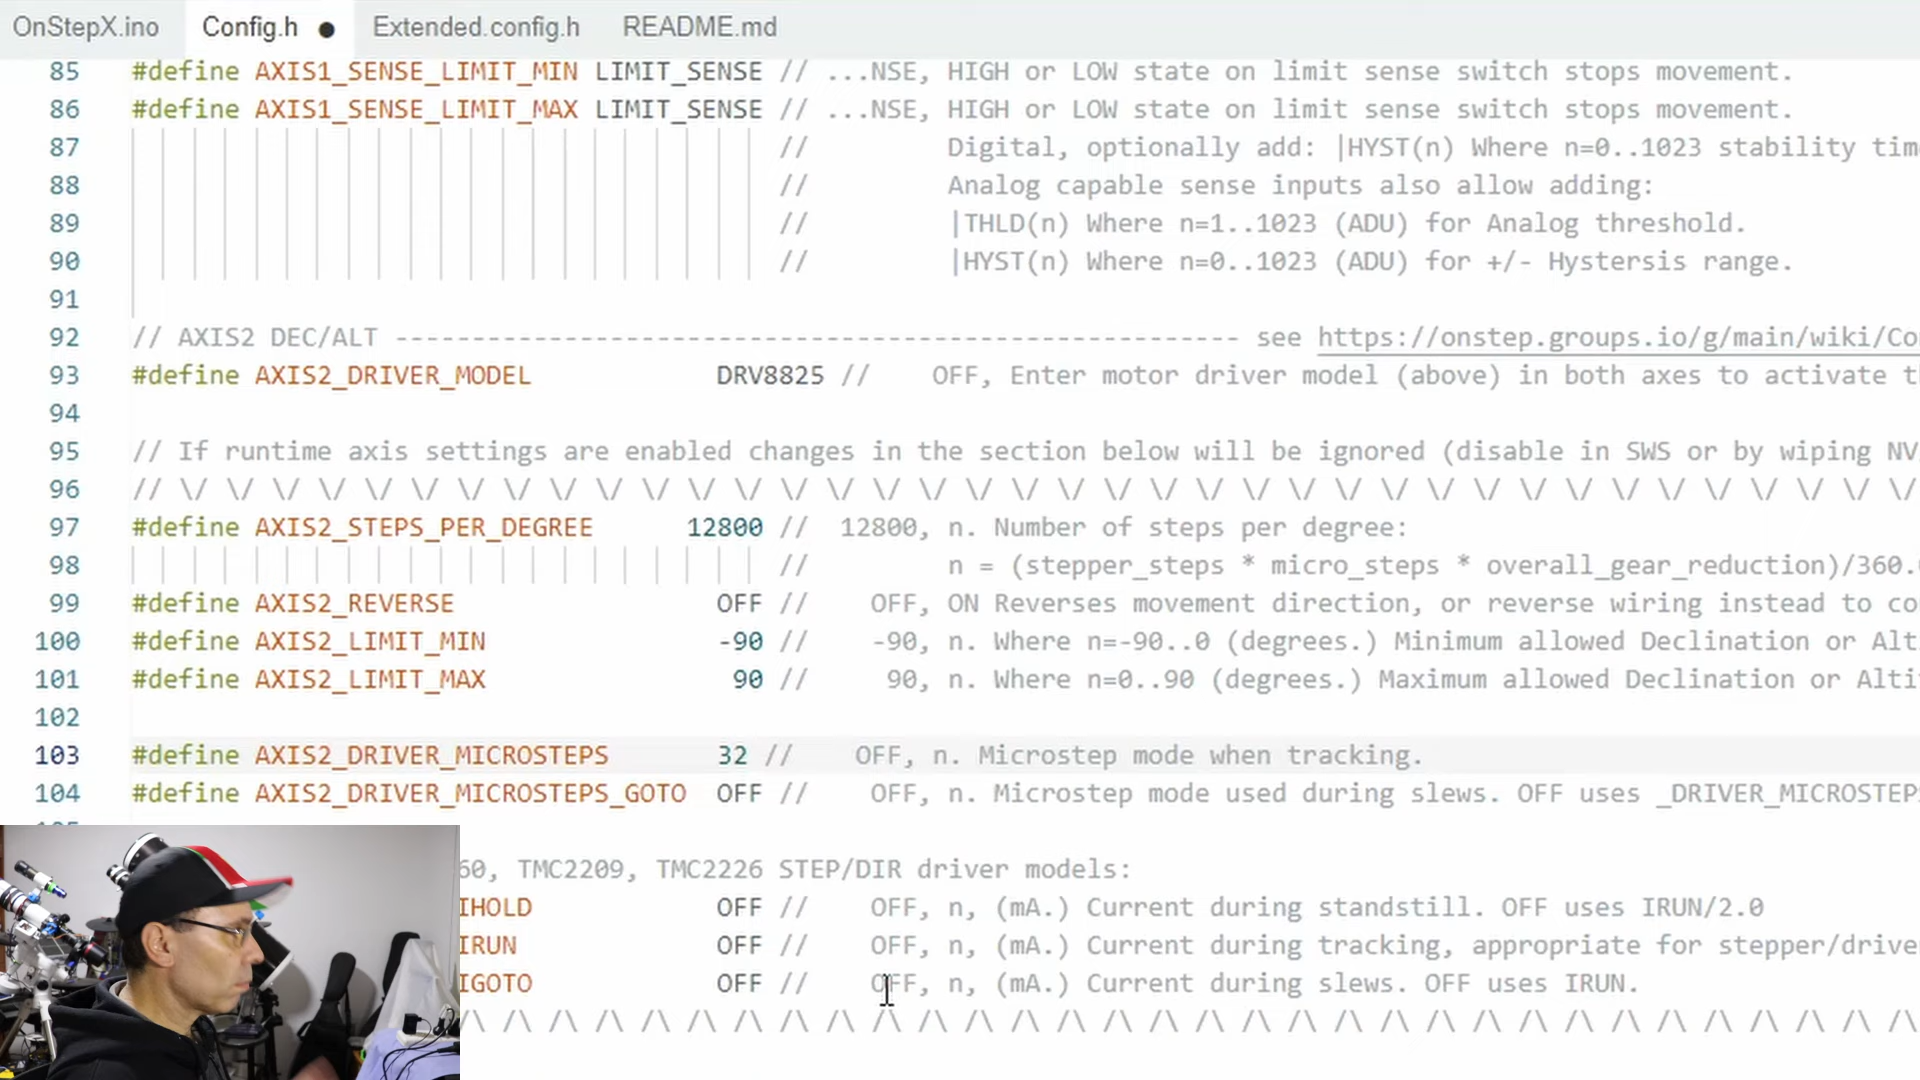 OnStepX.ino Config.h ● Extended.config.h README.md
85 #define AXIS1_SENSE_LIMIT_MIN LIMIT_SENSE // ...NSE, HIGH or LOW state on limit sense switch stops movement.
86 #define AXIS1_SENSE_LIMIT_MAX LIMIT_SENSE // ...NSE, HIGH or LOW state on limit sense switch stops movement.
87 // Digital, optionally add: |HYST(n) Where n=0..1023 stability tim
88 // Analog capable sense inputs also allow adding:
89 // |THLD(n) Where n=1..1023 (ADU) for Analog threshold.
90 // |HYST(n) Where n=0..1023 (ADU) for +/- Hystersis range.
91
92 // AXIS2 DEC/ALT ------------------------------------------------------- see https://onstep.groups.io/g/main/wiki/Co
93 #define AXIS2_DRIVER_MODEL DRV8825 // OFF, Enter motor driver model (above) in both axes to activate t
94
95 // If runtime axis settings are enabled changes in the section below will be ignored (disable in SWS or by wiping NV
96 // \/ \/ \/ \/ \/ \/ \/ \/ \/ \/ \/ \/ \/ \/ \/ \/ \/ \/ \/ \/ \/ \/ \/ \/ \/ \/ \/ \/ \/ \/ \/ \/ \/ \/ \/ \/ \/ \/
97 #define AXIS2_STEPS_PER_DEGREE 12800 // 12800, n. Number of steps per degree:
98 // n = (stepper_steps * micro_steps * overall_gear_reduction)/360.
99 #define AXIS2_REVERSE OFF // OFF, ON Reverses movement direction, or reverse wiring instead to co
100 #define AXIS2_LIMIT_MIN -90 // -90, n. Where n=-90..0 (degrees.) Minimum allowed Declination or Alt
101 #define AXIS2_LIMIT_MAX 90 // 90, n. Where n=0..90 (degrees.) Maximum allowed Declination or Alti
102
103 #define AXIS2_DRIVER_MICROSTEPS 32 // OFF, n. Microstep mode when tracking.
104 #define AXIS2_DRIVER_MICROSTEPS_GOTO OFF // OFF, n. Microstep mode used during slews. OFF uses _DRIVER_MICROSTEPS
60, TMC2209, TMC2226 STEP/DIR driver models:
IHOLD OFF // OFF, n, (mA.) Current during standstill. OFF uses IRUN/2.0
IRUN OFF // OFF, n, (mA.) Current during tracking, appropriate for stepper/drive
IGOTO OFF // OFF, n, (mA.) Current during slews. OFF uses IRUN.
/\ /\ /\ /\ /\ /\ /\ /\ /\ /\ /\ /\ /\ /\ /\ /\ /\ /\ /\ /\ /\ /\ /\ /\ /\ /\ /\ /\ /\ /\ /\ /\